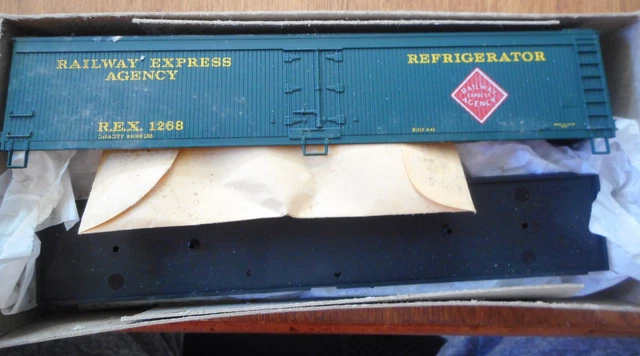 RAILWAY EXPRESS
AGENCY
REFRIGERATOR
RAILWAY
EXPRESS
AGENCY
R.E.X. 1268